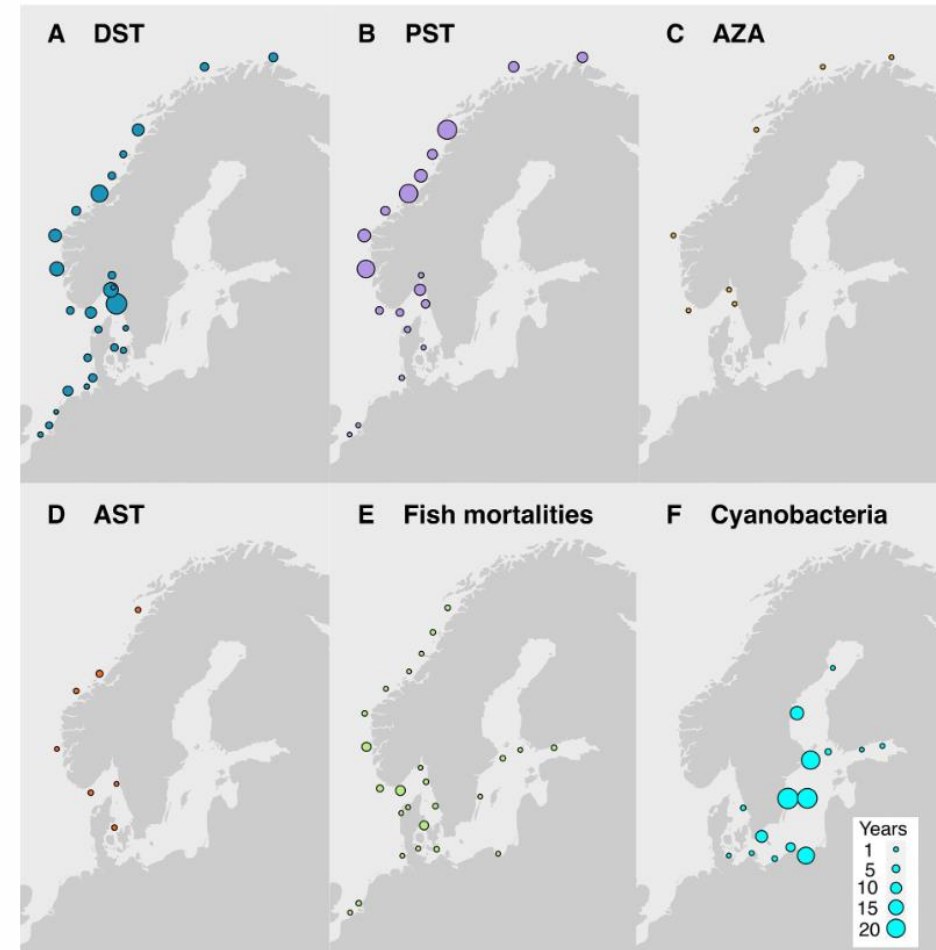 A DST
B PST
C AZA
D AST
E Fish mortalities
F Cyanobacteria
Years
1
5
10
15
20